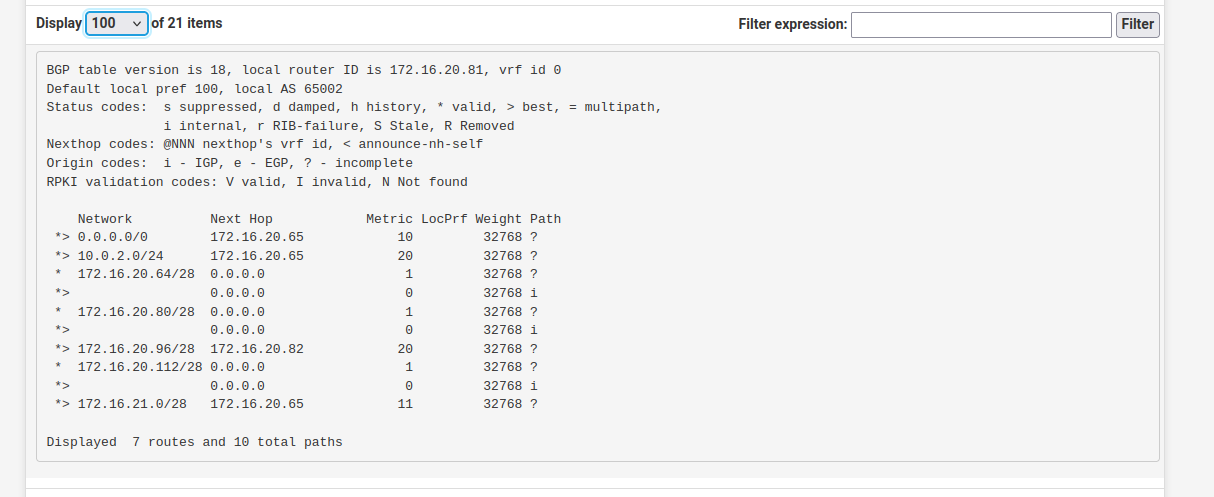 Display 100 of 21 items Filter expression: Filter
BGP table version is 18, local router ID is 172.16.20.81, vrf id 0
Default local pref 100, local AS 65002
Status codes:  s suppressed, d damped, h history, * valid, > best, = multipath,
               i internal, r RIB-failure, S Stale, R Removed
Nexthop codes: @NNN nexthop's vrf id, < announce-nh-self
Origin codes:  i - IGP, e - EGP, ? - incomplete
RPKI validation codes: V valid, I invalid, N Not found
    Network          Next Hop            Metric LocPrf Weight Path
 *> 0.0.0.0/0        172.16.20.65            10         32768 ?
 *> 10.0.2.0/24      172.16.20.65            20         32768 ?
 *  172.16.20.64/28  0.0.0.0                  1         32768 ?
 *>                  0.0.0.0                  0         32768 i
 *  172.16.20.80/28  0.0.0.0                  1         32768 ?
 *>                  0.0.0.0                  0         32768 i
 *> 172.16.20.96/28  172.16.20.82            20         32768 ?
 *  172.16.20.112/28 0.0.0.0                  1         32768 ?
 *>                  0.0.0.0                  0         32768 i
 *> 172.16.21.0/28   172.16.20.65            11         32768 ?
Displayed  7 routes and 10 total paths